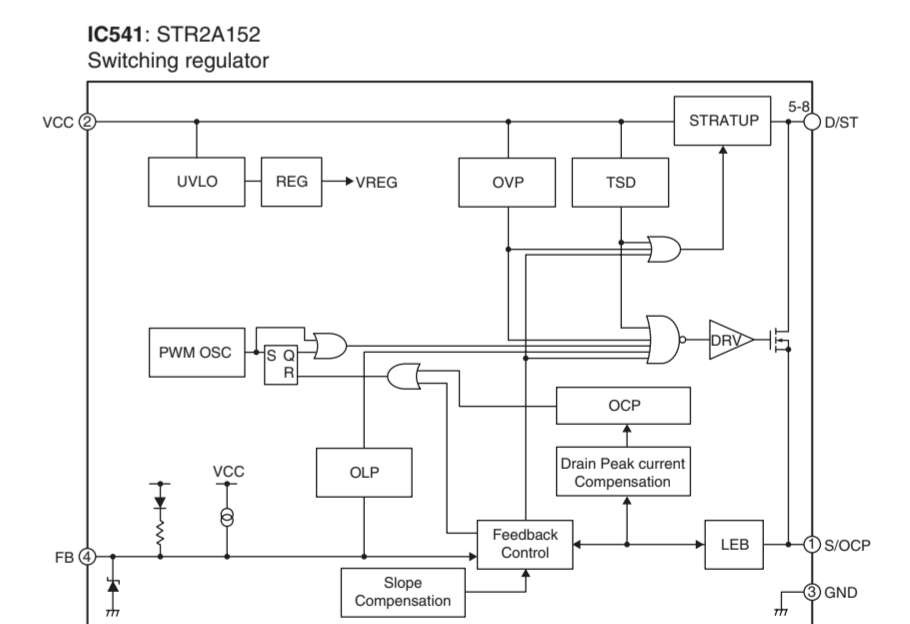 IC541: STR2A152
Switching regulator
5-8
VCC 2
STRATUP
D/ST
UVLO
REG
VREG
OVP
TSD
PWM OSC
S Q
R
DRV
OCP
Drain Peak current
Compensation
OLP
VCC
Feedback
Control
LEB
1 S/OCP
FB 4
Slope
Compensation
3 GND